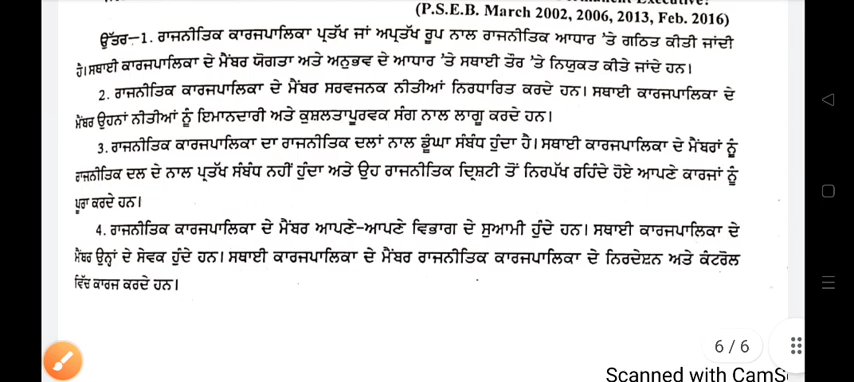 (P.S.E.B. March 2002, 2006, 2013, Feb. 2016)
ਉੱਤਰ–1. ਰਾਜਨੀਤਿਕ ਕਾਰਜਪਾਲਿਕਾ ਪ੍ਰਤੱਖ ਜਾਂ ਅਪ੍ਰਤੱਖ ਰੂਪ ਨਾਲ ਰਾਜਨੀਤਿਕ ਆਧਾਰ 'ਤੇ ਗਠਿਤ ਕੀਤੀ ਜਾਂਦੀ
ਹੈ। ਸਥਾਈ ਕਾਰਜਪਾਲਿਕਾ ਦੇ ਮੈਂਬਰ ਯੋਗਤਾ ਅਤੇ ਅਨੁਭਵ ਦੇ ਆਧਾਰ 'ਤੇ ਸਥਾਈ ਤੌਰ 'ਤੇ ਨਿਯੁਕਤ ਕੀਤੇ ਜਾਂਦੇ ਹਨ।
2. ਰਾਜਨੀਤਿਕ ਕਾਰਜਪਾਲਿਕਾ ਦੇ ਮੈਂਬਰ ਸਰਵਜਨਕ ਨੀਤੀਆਂ ਨਿਰਧਾਰਿਤ ਕਰਦੇ ਹਨ। ਸਥਾਈ ਕਾਰਜਪਾਲਿਕਾ ਦੇ
ਮੈਂਬਰ ਉਹਨਾਂ ਨੀਤੀਆਂ ਨੂੰ ਇਮਾਨਦਾਰੀ ਅਤੇ ਕੁਸ਼ਲਤਾਪੂਰਵਕ ਸੰਗ ਨਾਲ ਲਾਗੂ ਕਰਦੇ ਹਨ।
3. ਰਾਜਨੀਤਿਕ ਕਾਰਜਪਾਲਿਕਾ ਦਾ ਰਾਜਨੀਤਿਕ ਦਲਾਂ ਨਾਲ ਡੂੰਘਾ ਸੰਬੰਧ ਹੁੰਦਾ ਹੈ। ਸਥਾਈ ਕਾਰਜਪਾਲਿਕਾ ਦੇ ਮੈਂਬਰਾਂ ਨੂੰ
ਰਾਜਨੀਤਿਕ ਦਲ ਦੇ ਨਾਲ ਪ੍ਰਤੱਖ ਸੰਬੰਧ ਨਹੀਂ ਹੁੰਦਾ ਅਤੇ ਉਹ ਰਾਜਨੀਤਿਕ ਦ੍ਰਿਸ਼ਟੀ ਤੋਂ ਨਿਰਪੱਖ ਰਹਿੰਦੇ ਹੋਏ ਆਪਣੇ ਕਾਰਜਾਂ ਨੂੰ
ਪੂਰਾ ਕਰਦੇ ਹਨ।
4. ਰਾਜਨੀਤਿਕ ਕਾਰਜਪਾਲਿਕਾ ਦੇ ਮੈਂਬਰ ਆਪਣੇ-ਆਪਣੇ ਵਿਭਾਗ ਦੇ ਸੁਆਮੀ ਹੁੰਦੇ ਹਨ। ਸਥਾਈ ਕਾਰਜਪਾਲਿਕਾ ਦੇ
ਮੈਂਬਰ ਉਨ੍ਹਾਂ ਦੇ ਸੇਵਕ ਹੁੰਦੇ ਹਨ। ਸਥਾਈ ਕਾਰਜਪਾਲਿਕਾ ਦੇ ਮੈਂਬਰ ਰਾਜਨੀਤਿਕ ਕਾਰਜਪਾਲਿਕਾ ਦੇ ਨਿਰਦੇਸ਼ਨ ਅਤੇ ਕੰਟਰੋਲ
ਵਿੱਚ ਕਾਰਜ ਕਰਦੇ ਹਨ।
6 / 6
Scanned with CamS